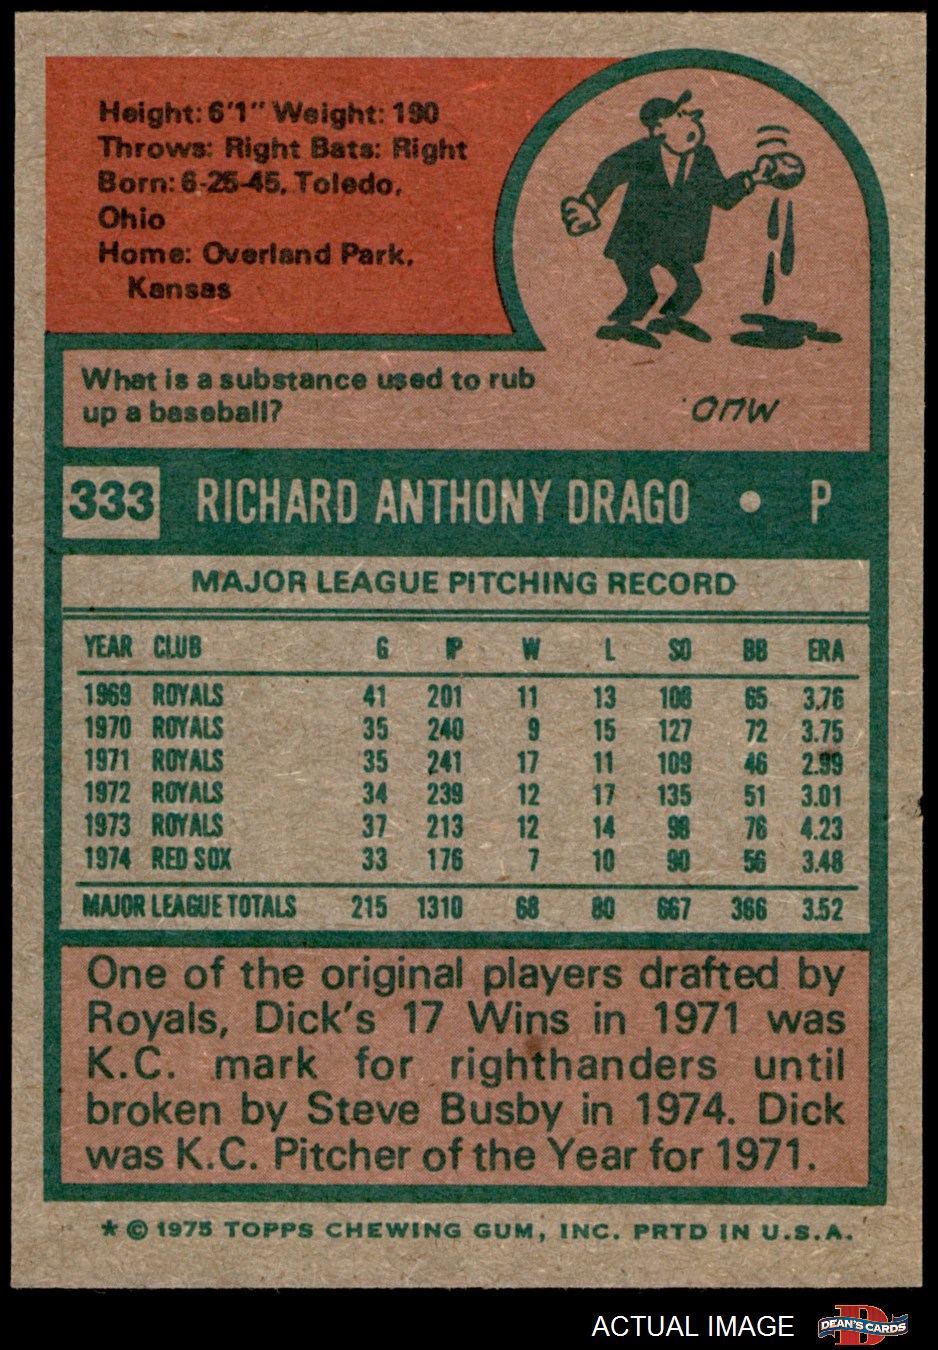 Height: 6'1" Weight: 190
Throws: Right Bats: Right
Born: 6-25-45, Toledo,
Ohio
Home: Overland Park,
Kansas
What is a substance used to rub
up a baseball?
MUD
333 RICHARD ANTHONY DRAGO • P
MAJOR LEAGUE PITCHING RECORD
YEAR CLUB G IP W L SO BB ERA
1969 ROYALS 41 201 11 13 108 65 3.76
1970 ROYALS 35 240 9 15 127 72 3.75
1971 ROYALS 35 241 17 11 109 46 2.99
1972 ROYALS 34 239 12 17 135 51 3.01
1973 ROYALS 37 213 12 14 98 76 4.23
1974 RED SOX 33 176 7 10 90 56 3.48
MAJOR LEAGUE TOTALS 215 1310 68 80 667 366 3.52
One of the original players drafted by
Royals, Dick's 17 Wins in 1971 was
K.C. mark for righthanders until
broken by Steve Busby in 1974. Dick
was K.C. Pitcher of the Year for 1971.
* © 1975 TOPPS CHEWING GUM, INC. PRTD IN U.S.A.
ACTUAL IMAGE
DEAN'S CARDS